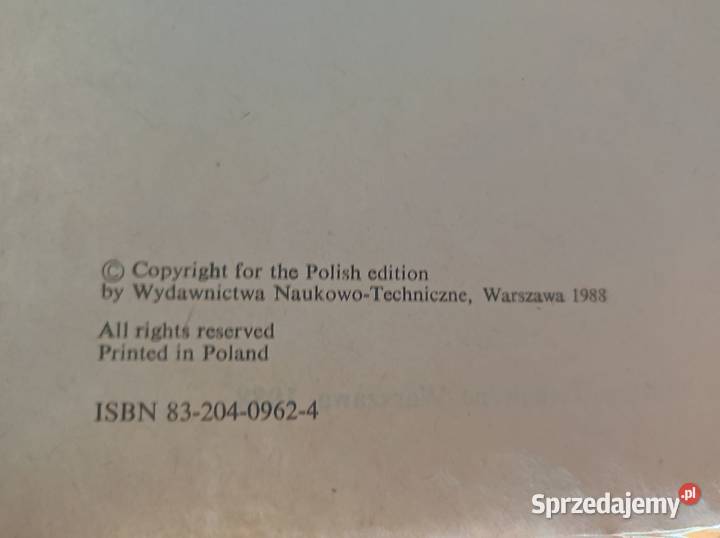 © Copyright for the Polish edition
by Wydawnictwa Naukowo-Techniczne, Warszawa 1988
All rights reserved
Printed in Poland
ISBN 83-204-0962-4
Sprzedajemy.pl